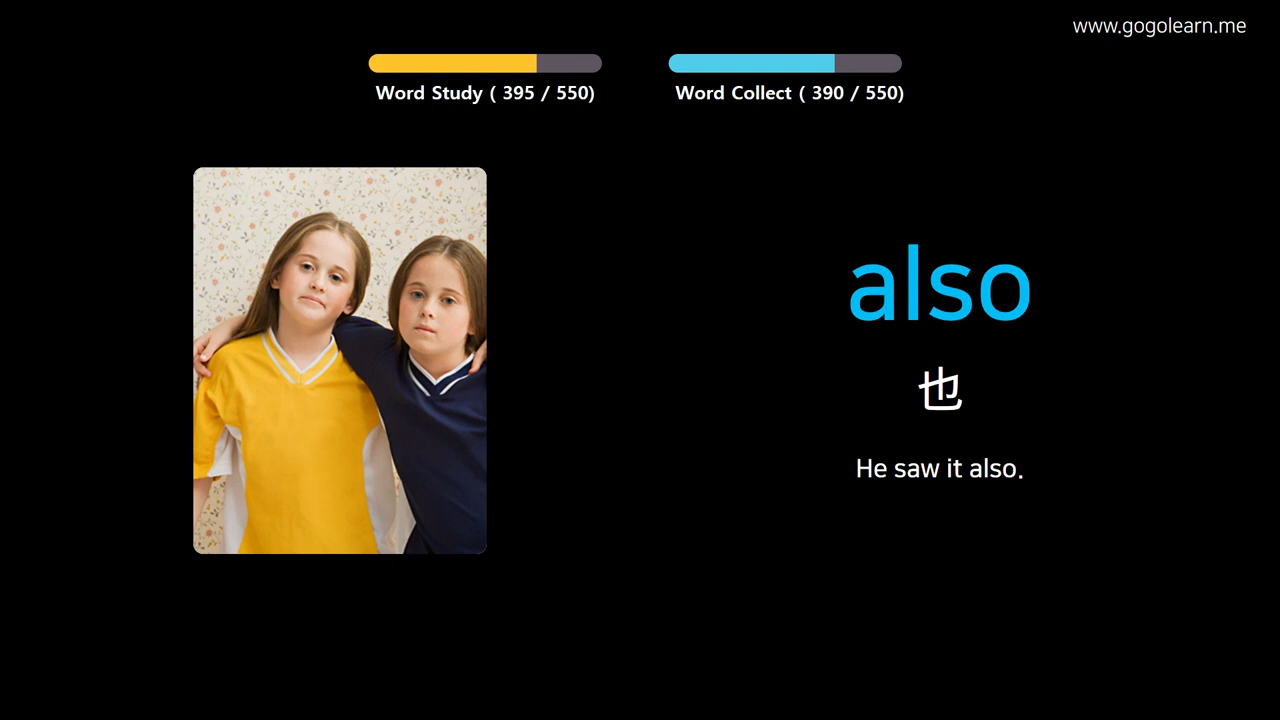 www.gogolearn.me
Word Study ( 395 / 550)
Word Collect ( 390 / 550)
also
也
He saw it also.